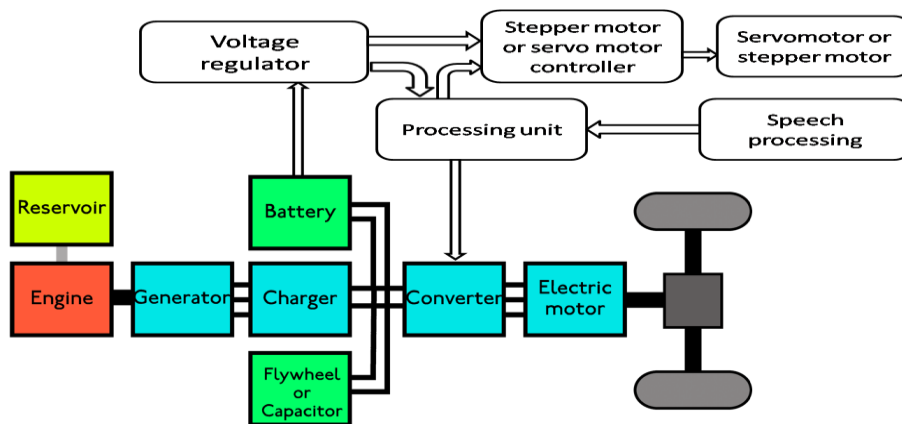 Voltage
regulator
Stepper motor
or servo motor
controller
Servomotor or
stepper motor
Processing unit
Speech
processing
Reservoir
Battery
Engine
Generator
Charger
Converter
Electric
motor
Flywheel
or
Capacitor